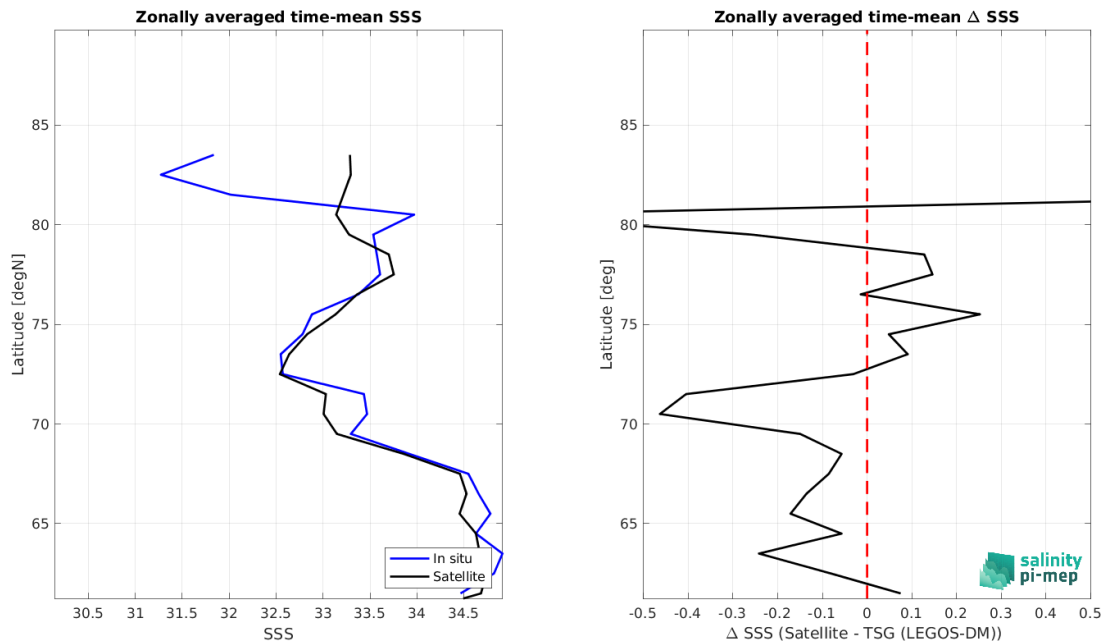 Zonally averaged time-mean SSS
85
80
75
70
65
Latitude [degN]
30.5 31 31.5 32 32.5 33 33.5 34 34.5
SSS
In situ
Satellite
Zonally averaged time-mean Δ SSS
85
80
75
70
65
Latitude [deg]
-0.5 -0.4 -0.3 -0.2 -0.1 0 0.1 0.2 0.3 0.4 0.5
Δ SSS (Satellite - TSG (LEGOS-DM))
salinity
pi-mep